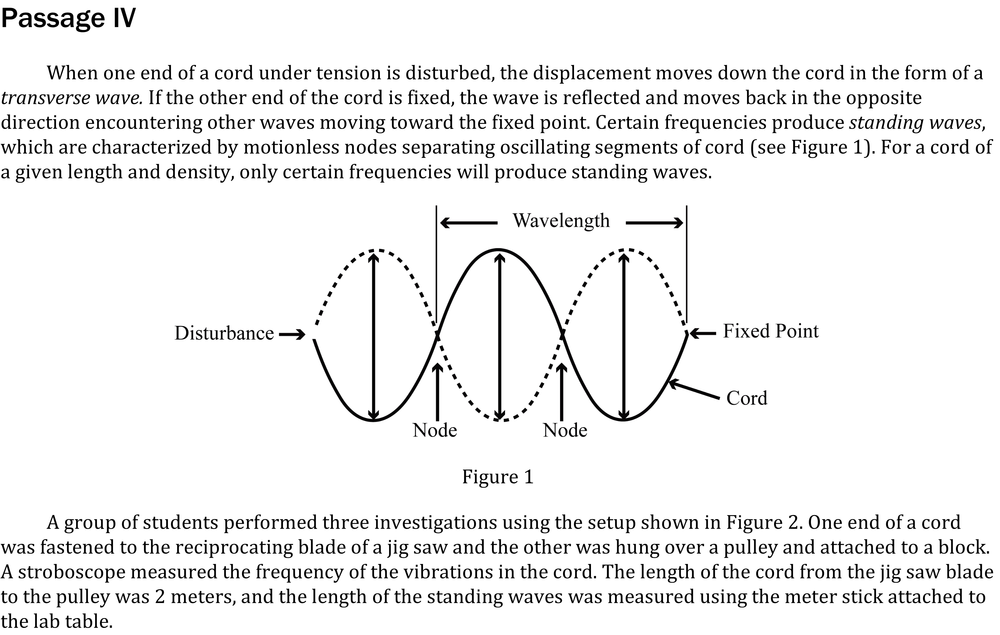 Passage IV
When one end of a cord under tension is disturbed, the displacement moves down the cord in the form of a
transverse wave. If the other end of the cord is fixed, the wave is reflected and moves back in the opposite
direction encountering other waves moving toward the fixed point. Certain frequencies produce standing waves,
which are characterized by motionless nodes separating oscillating segments of cord (see Figure 1). For a cord of
a given length and density, only certain frequencies will produce standing waves.
Wavelength
Disturbance
Fixed Point
Cord
Node
Node
Figure 1
A group of students performed three investigations using the setup shown in Figure 2. One end of a cord
was fastened to the reciprocating blade of a jig saw and the other was hung over a pulley and attached to a block.
A stroboscope measured the frequency of the vibrations in the cord. The length of the cord from the jig saw blade
to the pulley was 2 meters, and the length of the standing waves was measured using the meter stick attached to
the lab table.